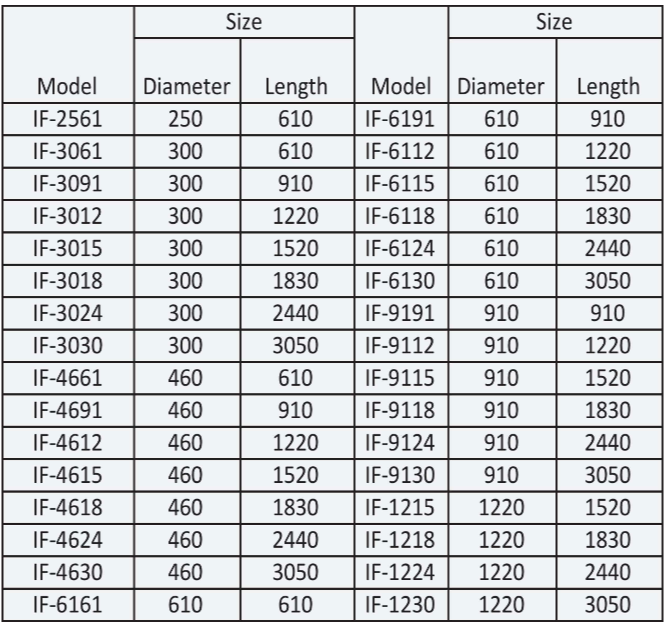 Size Size
Model Diameter Length Model Diameter Length
IF-2561 250 610 IF-6191 610 910
IF-3061 300 610 IF-6112 610 1220
IF-3091 300 910 IF-6115 610 1520
IF-3012 300 1220 IF-6118 610 1830
IF-3015 300 1520 IF-6124 610 2440
IF-3018 300 1830 IF-6130 610 3050
IF-3024 300 2440 IF-9191 910 910
IF-3030 300 3050 IF-9112 910 1220
IF-4661 460 610 IF-9115 910 1520
IF-4691 460 910 IF-9118 910 1830
IF-4612 460 1220 IF-9124 910 2440
IF-4615 460 1520 IF-9130 910 3050
IF-4618 460 1830 IF-1215 1220 1520
IF-4624 460 2440 IF-1218 1220 1830
IF-4630 460 3050 IF-1224 1220 2440
IF-6161 610 610 IF-1230 1220 3050